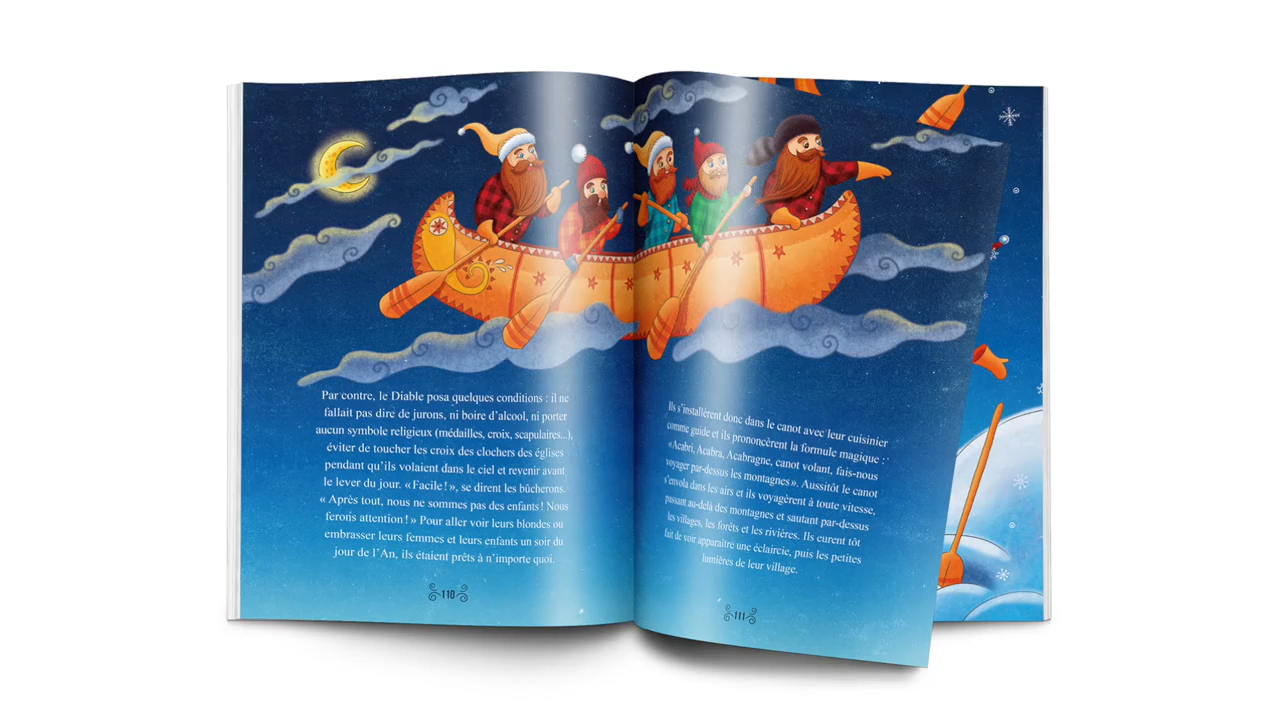 Par contre, le Diable posa quelques conditions : il ne
fallait pas dire de jurons, ni boire d’alcool, ni porter
aucun symbole religieux (médailles, croix, scapulaires...),
éviter de toucher les croix des clochers des églises
pendant qu’ils volaient dans le ciel et revenir avant
le lever du jour. « Facile ! », se dirent les bûcherons.
« Après tout, nous ne sommes pas des enfants ! Nous
ferons attention ! » Pour aller voir leurs blondes ou
embrasser leurs femmes et leurs enfants un soir du
jour de l’An, ils étaient prêts à n’importe quoi.
110
Ils s’installèrent donc dans le canot avec leur cuisinier
comme guide et ils prononcèrent la formule magique :
« Acabri, Acabra, Acabragne, canot volant, fais-nous
voyager par-dessus les montagnes ». Aussitôt le canot
s’envola dans les airs et ils voyagèrent à toute vitesse,
passant au-delà des montagnes et sautant par-dessus
les villages, les forêts et les rivières. Ils eurent tôt
fait de voir apparaître une éclaircie, puis les petites
lumières de leur village.
111